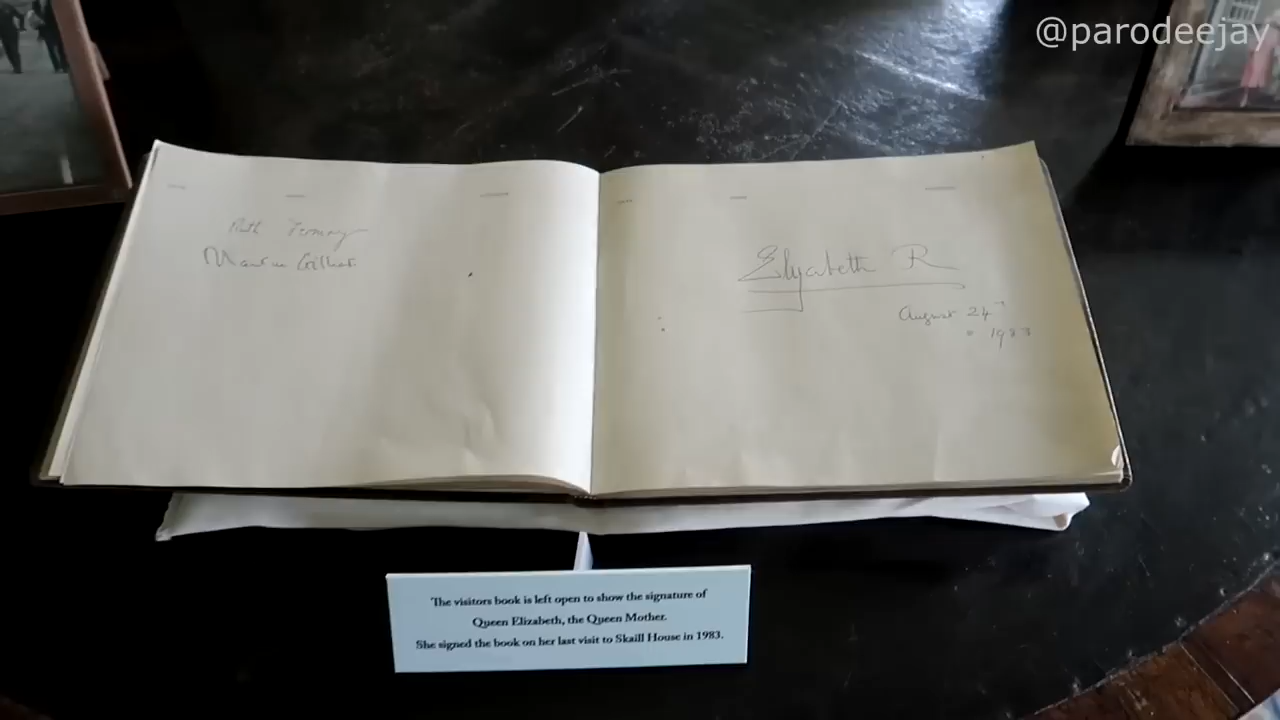 @parodeejay
Ruth Fermoy
Elizabeth R
August 24
1983
The visitors book is left open to show the signature of
Queen Elizabeth, the Queen Mother.
She signed the book on her last visit to Skaill House in 1983.